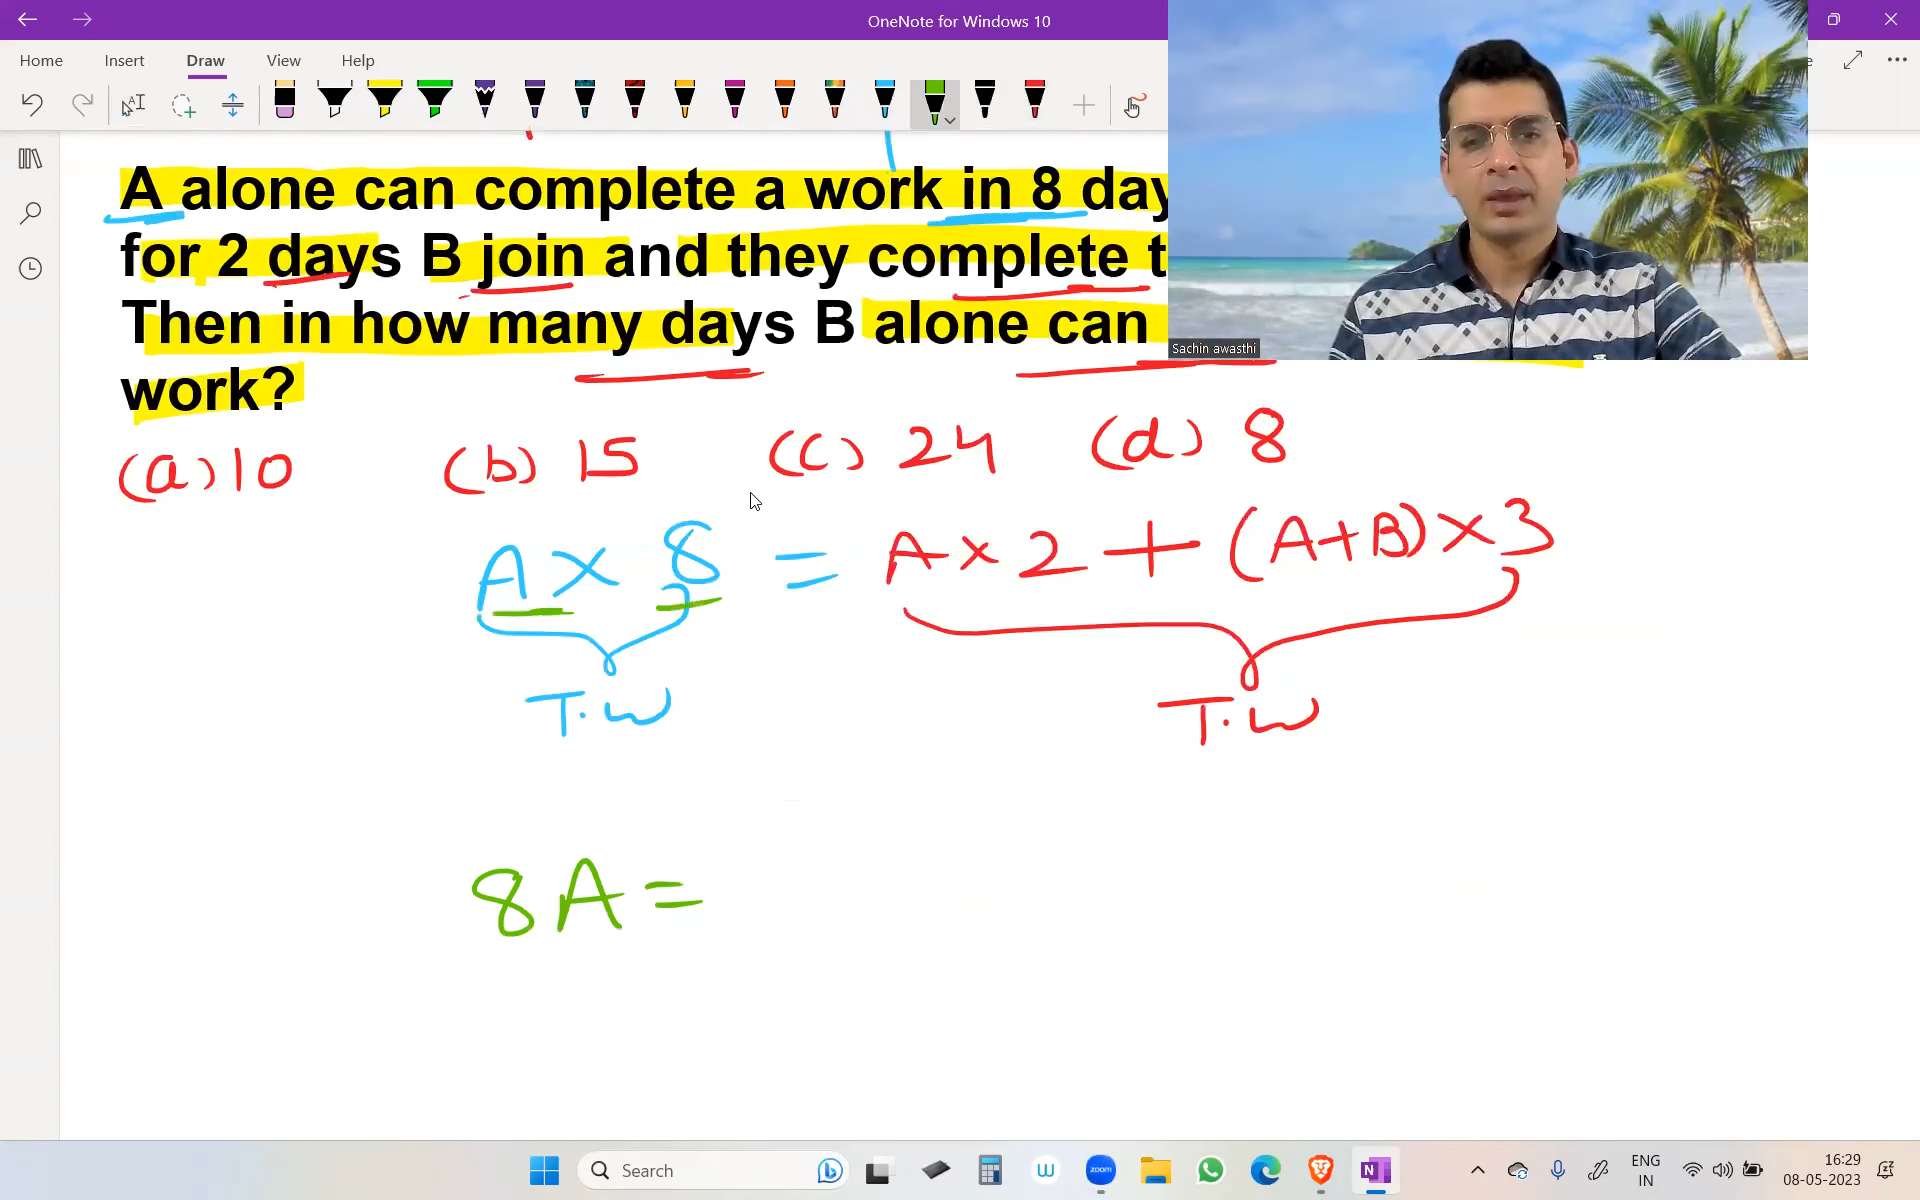 OneNote for Windows 10
Home Insert Draw View Help
A alone can complete a work in 8 day
for 2 days B join and they complete t
Then in how many days B alone can
work?
Sachin awasthi
(a) 10 (b) 15 (c) 24 (d) 8
A × 8 = A × 2 + (A+B) × 3
T.W T.W
8A =
Search
ENG
IN
16:29
08-05-2023